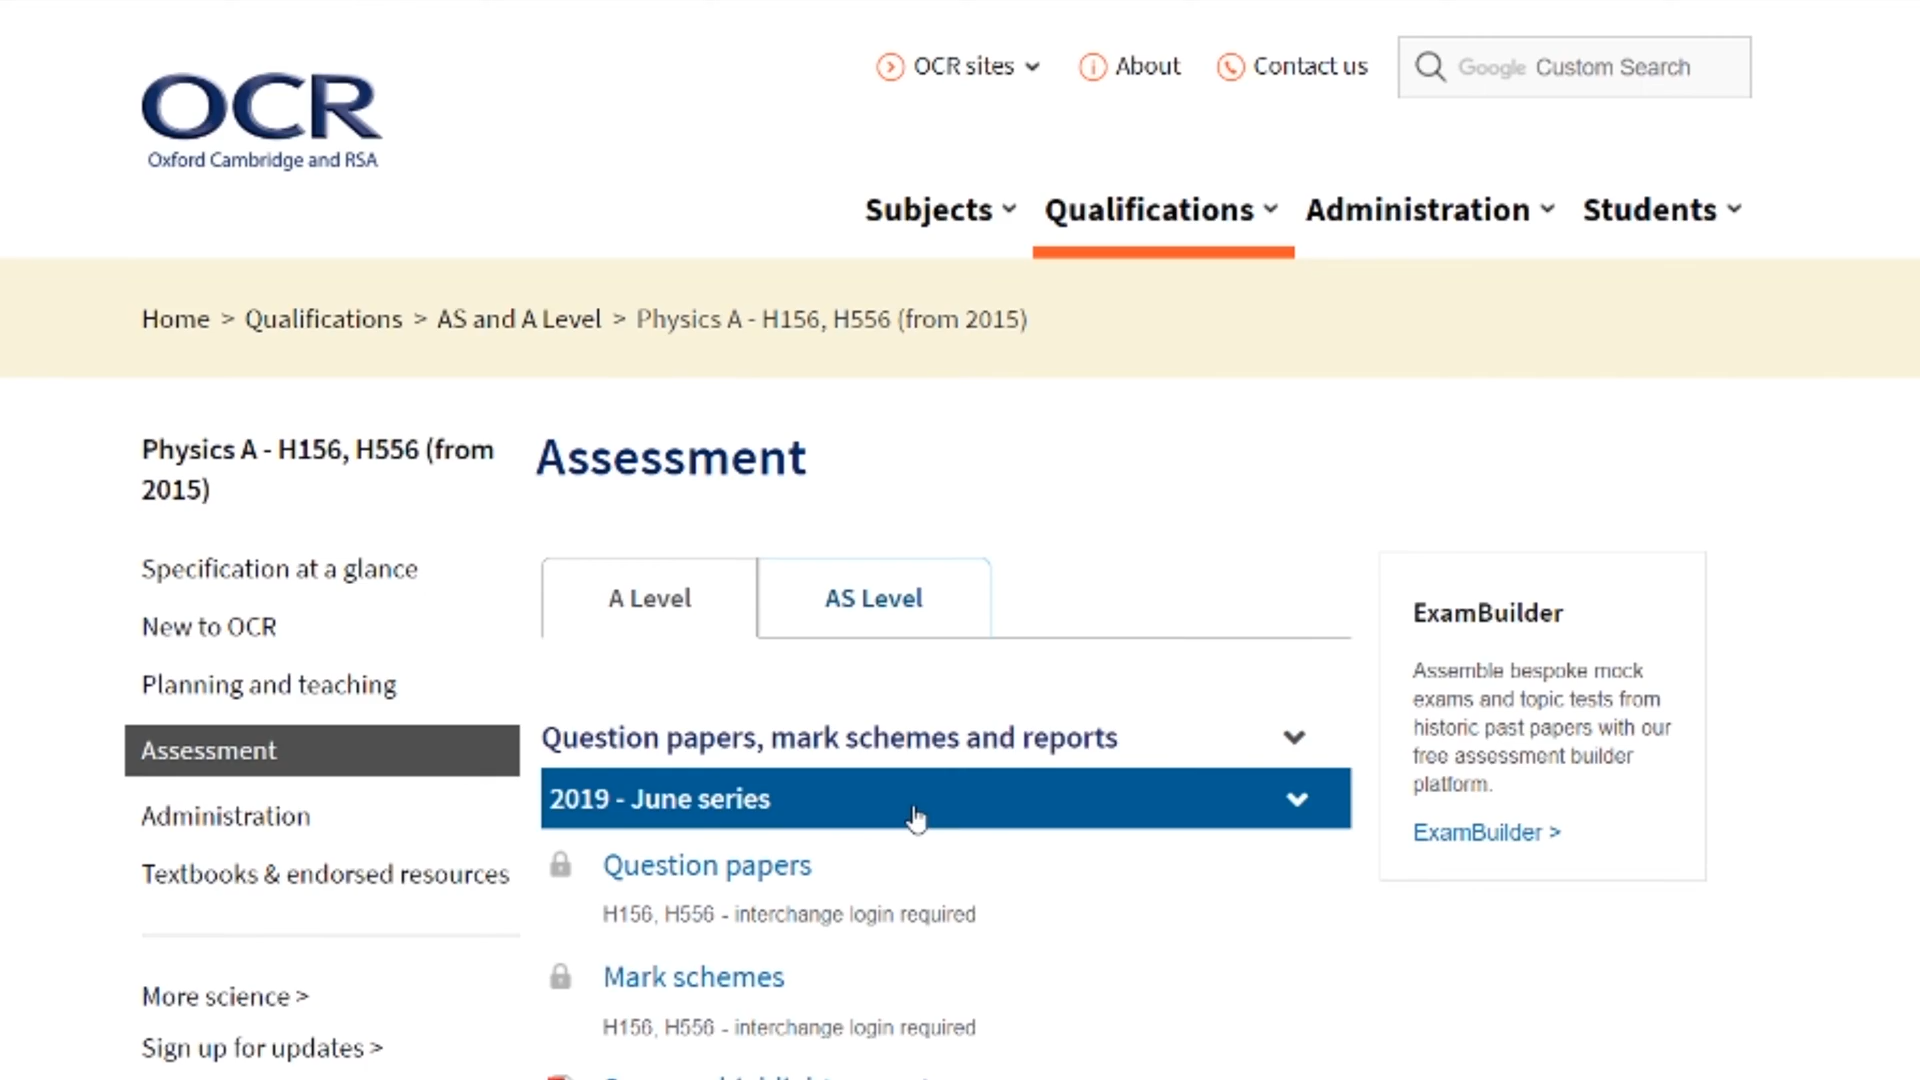 OCR sites
About
Contact us
Google Custom Search
OCR
Oxford Cambridge and RSA
Subjects
Qualifications
Administration
Students
Home > Qualifications > AS and A Level > Physics A - H156, H556 (from 2015)
Physics A - H156, H556 (from
2015)
Specification at a glance
New to OCR
Planning and teaching
Assessment
Administration
Textbooks & endorsed resources
More science >
Sign up for updates >
Assessment
A Level
AS Level
Question papers, mark schemes and reports
2019 - June series
Question papers
H156, H556 - interchange login required
Mark schemes
H156, H556 - interchange login required
ExamBuilder
Assemble bespoke mock
exams and topic tests from
historic past papers with our
free assessment builder
platform.
ExamBuilder >